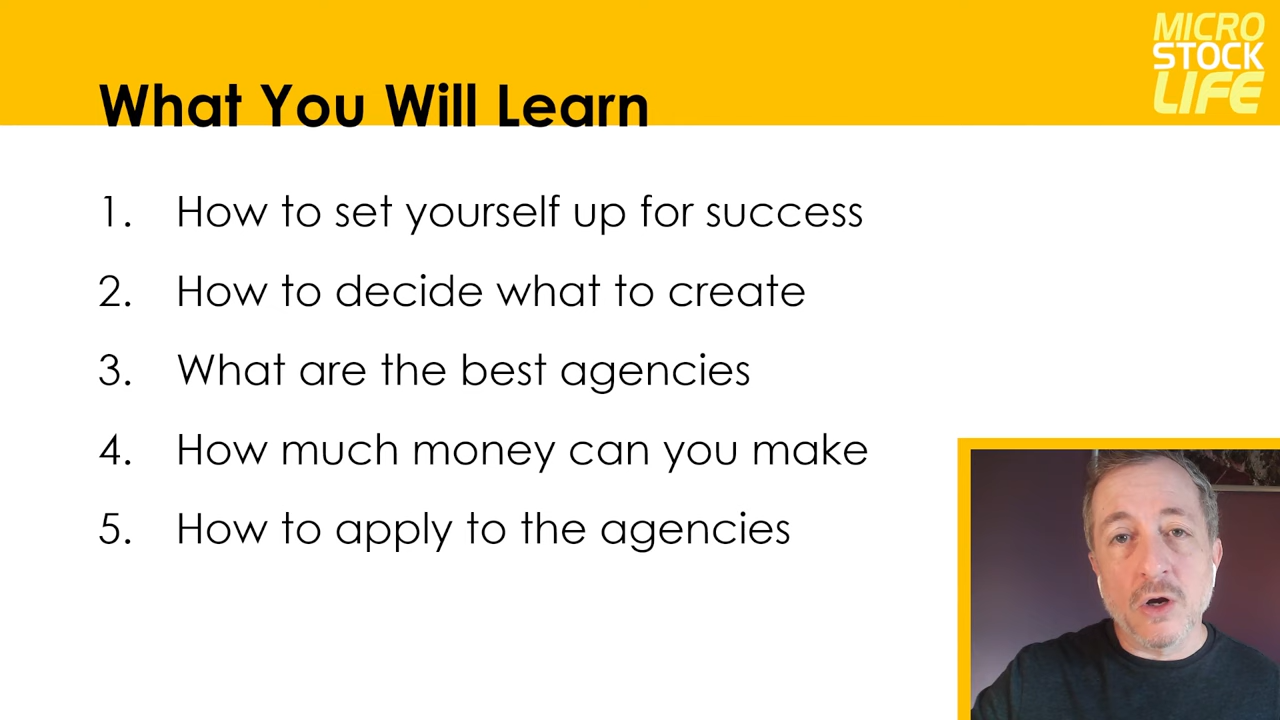 MICRO
STOCK
LIFE
What You Will Learn
1. How to set yourself up for success
2. How to decide what to create
3. What are the best agencies
4. How much money can you make
5. How to apply to the agencies